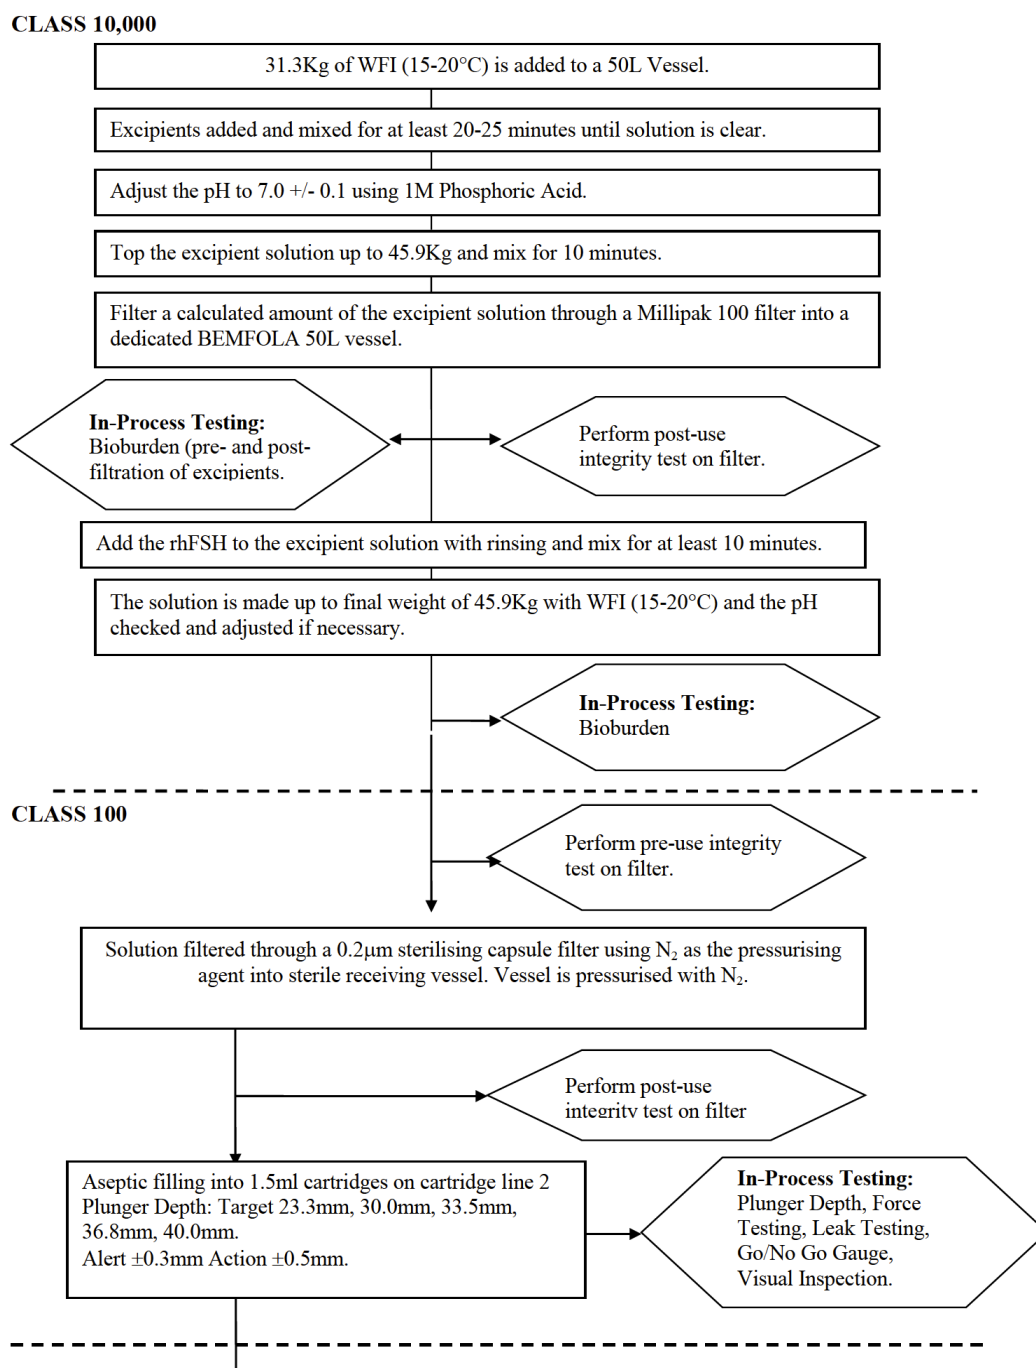 CLASS 10,000
31.3Kg of WFI (15-20°C) is added to a 50L Vessel.
Excipients added and mixed for at least 20-25 minutes until solution is clear.
Adjust the pH to 7.0 +/- 0.1 using 1M Phosphoric Acid.
Top the excipient solution up to 45.9Kg and mix for 10 minutes.
Filter a calculated amount of the excipient solution through a Millipak 100 filter into a
dedicated BEMFOLA 50L vessel.
In-Process Testing:
Bioburden (pre- and post-
filtration of excipients.
Perform post-use
integrity test on filter.
Add the rhFSH to the excipient solution with rinsing and mix for at least 10 minutes.
The solution is made up to final weight of 45.9Kg with WFI (15-20°C) and the pH
checked and adjusted if necessary.
In-Process Testing:
Bioburden
CLASS 100
Perform pre-use integrity
test on filter.
Solution filtered through a 0.2µm sterilising capsule filter using N₂ as the pressurising
agent into sterile receiving vessel. Vessel is pressurised with N₂.
Perform post-use
integrity test on filter
Aseptic filling into 1.5ml cartridges on cartridge line 2
Plunger Depth: Target 23.3mm, 30.0mm, 33.5mm,
36.8mm, 40.0mm.
Alert ±0.3mm Action ±0.5mm.
In-Process Testing:
Plunger Depth, Force
Testing, Leak Testing,
Go/No Go Gauge,
Visual Inspection.